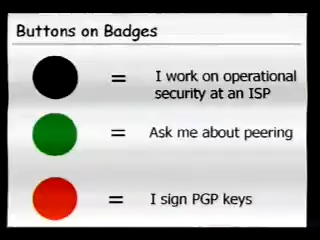 Buttons on Badges
= I work on operational
security at an ISP
= Ask me about peering
= I sign PGP keys